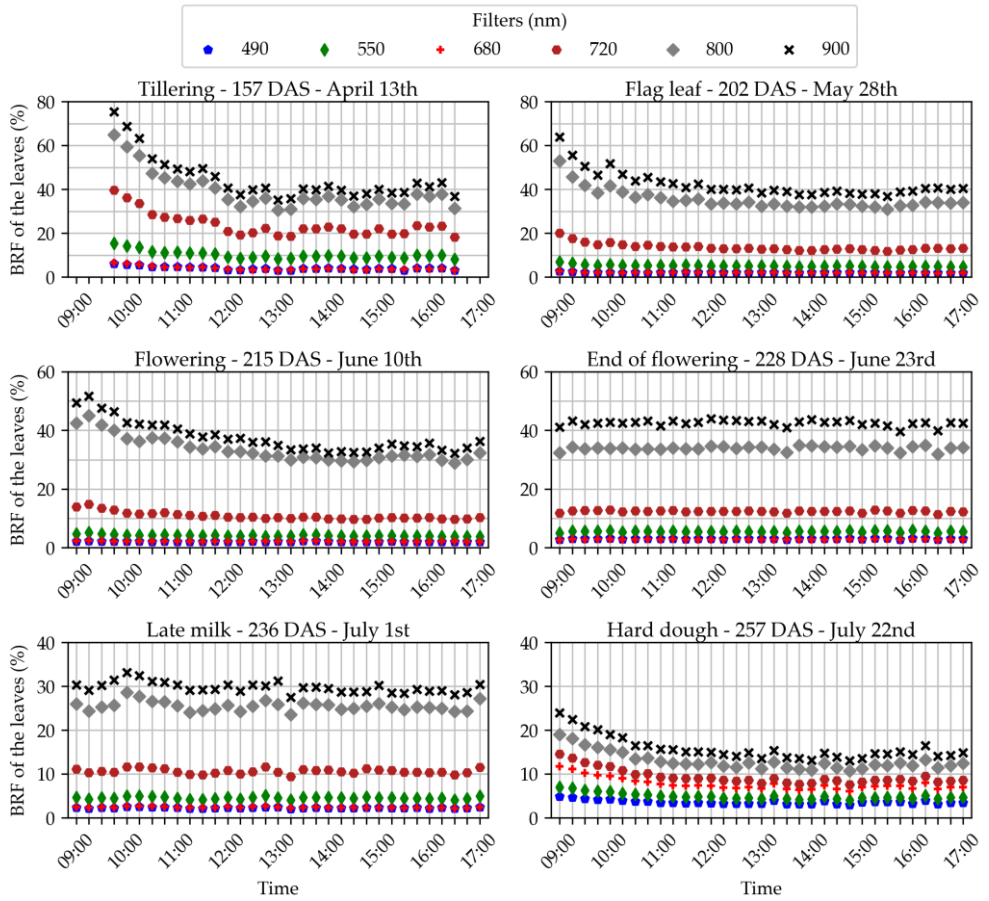 Filters (nm)
490 550 680 720 800 900
Tillering - 157 DAS - April 13th
Flag leaf - 202 DAS - May 28th
BRF of the leaves (%)
80
60
40
20
0
09:00 10:00 11:00 12:00 13:00 14:00 15:00 16:00 17:00
80
60
40
20
0
09:00 10:00 11:00 12:00 13:00 14:00 15:00 16:00 17:00
Flowering - 215 DAS - June 10th
End of flowering - 228 DAS - June 23rd
BRF of the leaves (%)
60
40
20
0
09:00 10:00 11:00 12:00 13:00 14:00 15:00 16:00 17:00
60
40
20
0
09:00 10:00 11:00 12:00 13:00 14:00 15:00 16:00 17:00
Late milk - 236 DAS - July 1st
Hard dough - 257 DAS - July 22nd
BRF of the leaves (%)
40
30
20
10
0
09:00 10:00 11:00 12:00 13:00 14:00 15:00 16:00 17:00
Time
40
30
20
10
0
09:00 10:00 11:00 12:00 13:00 14:00 15:00 16:00 17:00
Time